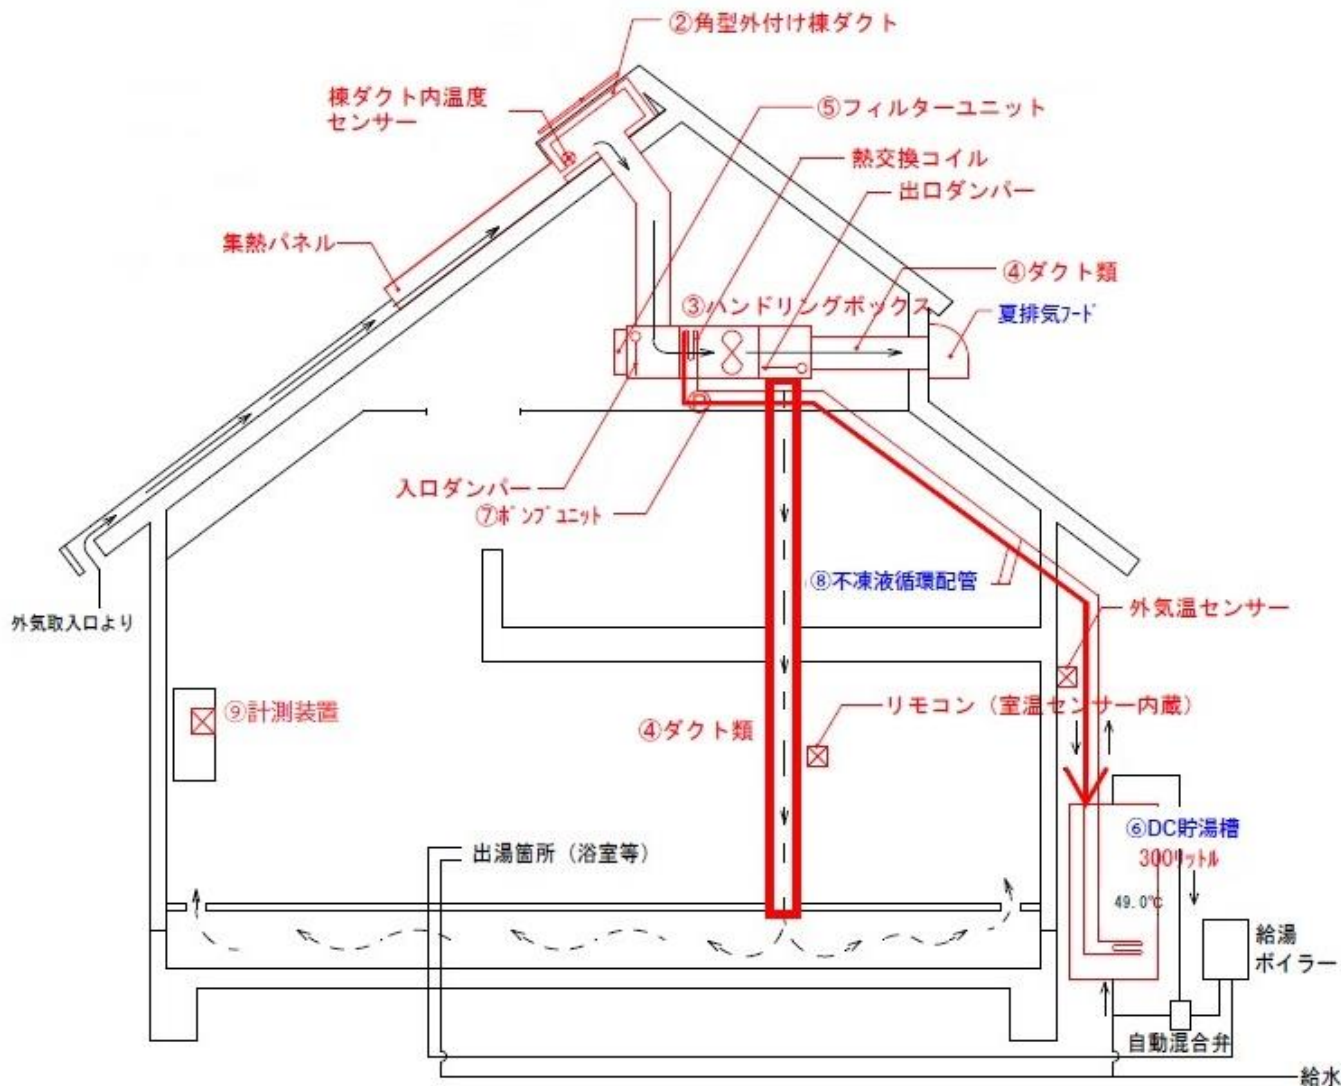 ②角型外付け棟ダクト
棟ダクト内温度
センサー
⑤フィルターユニット
熱交換コイル
出口ダンパー
集熱パネル
④ダクト類
③ハンドリングボックス
夏排気フード
入口ダンパー
⑦ポンプユニット
⑧不凍液循環配管
外気取入口より
外気温センサー
⑨計測装置
④ダクト類
リモコン（室温センサー内蔵）
出湯箇所（浴室等）
⑥DC貯湯槽
300リットル
49.0℃
給湯
ボイラー
自動混合弁
給水